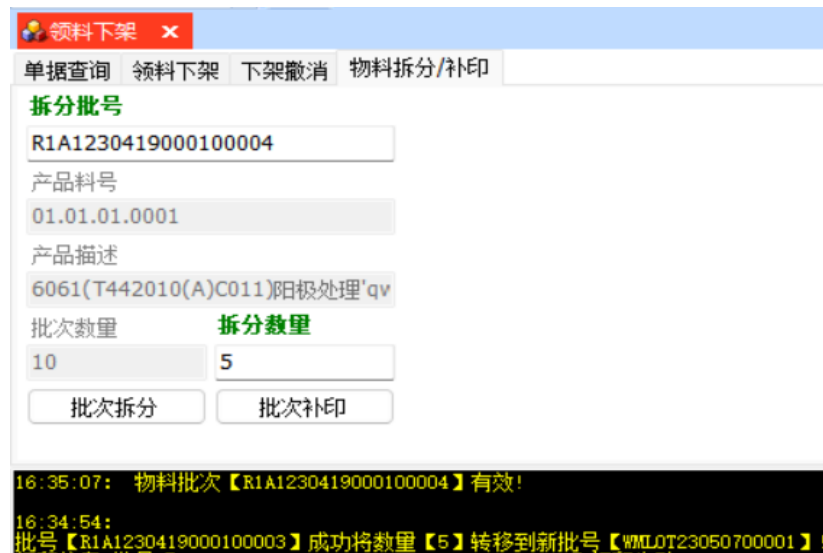 领料下架 ×
单据查询 领料下架 下架撤消 物料拆分/补印
拆分批号
R1A1230419000100004
产品料号
01.01.01.0001
产品描述
6061(T442010(A)C011)阳极处理'qw
批次数量 拆分数量
10 5
批次拆分 批次补印
16:35:07: 物料批次【R1A1230419000100004】有效!
16:34:54:
批号【R1A1230419000100003】成功将数量【5】转移到新批号【WMLOT23050700001】!